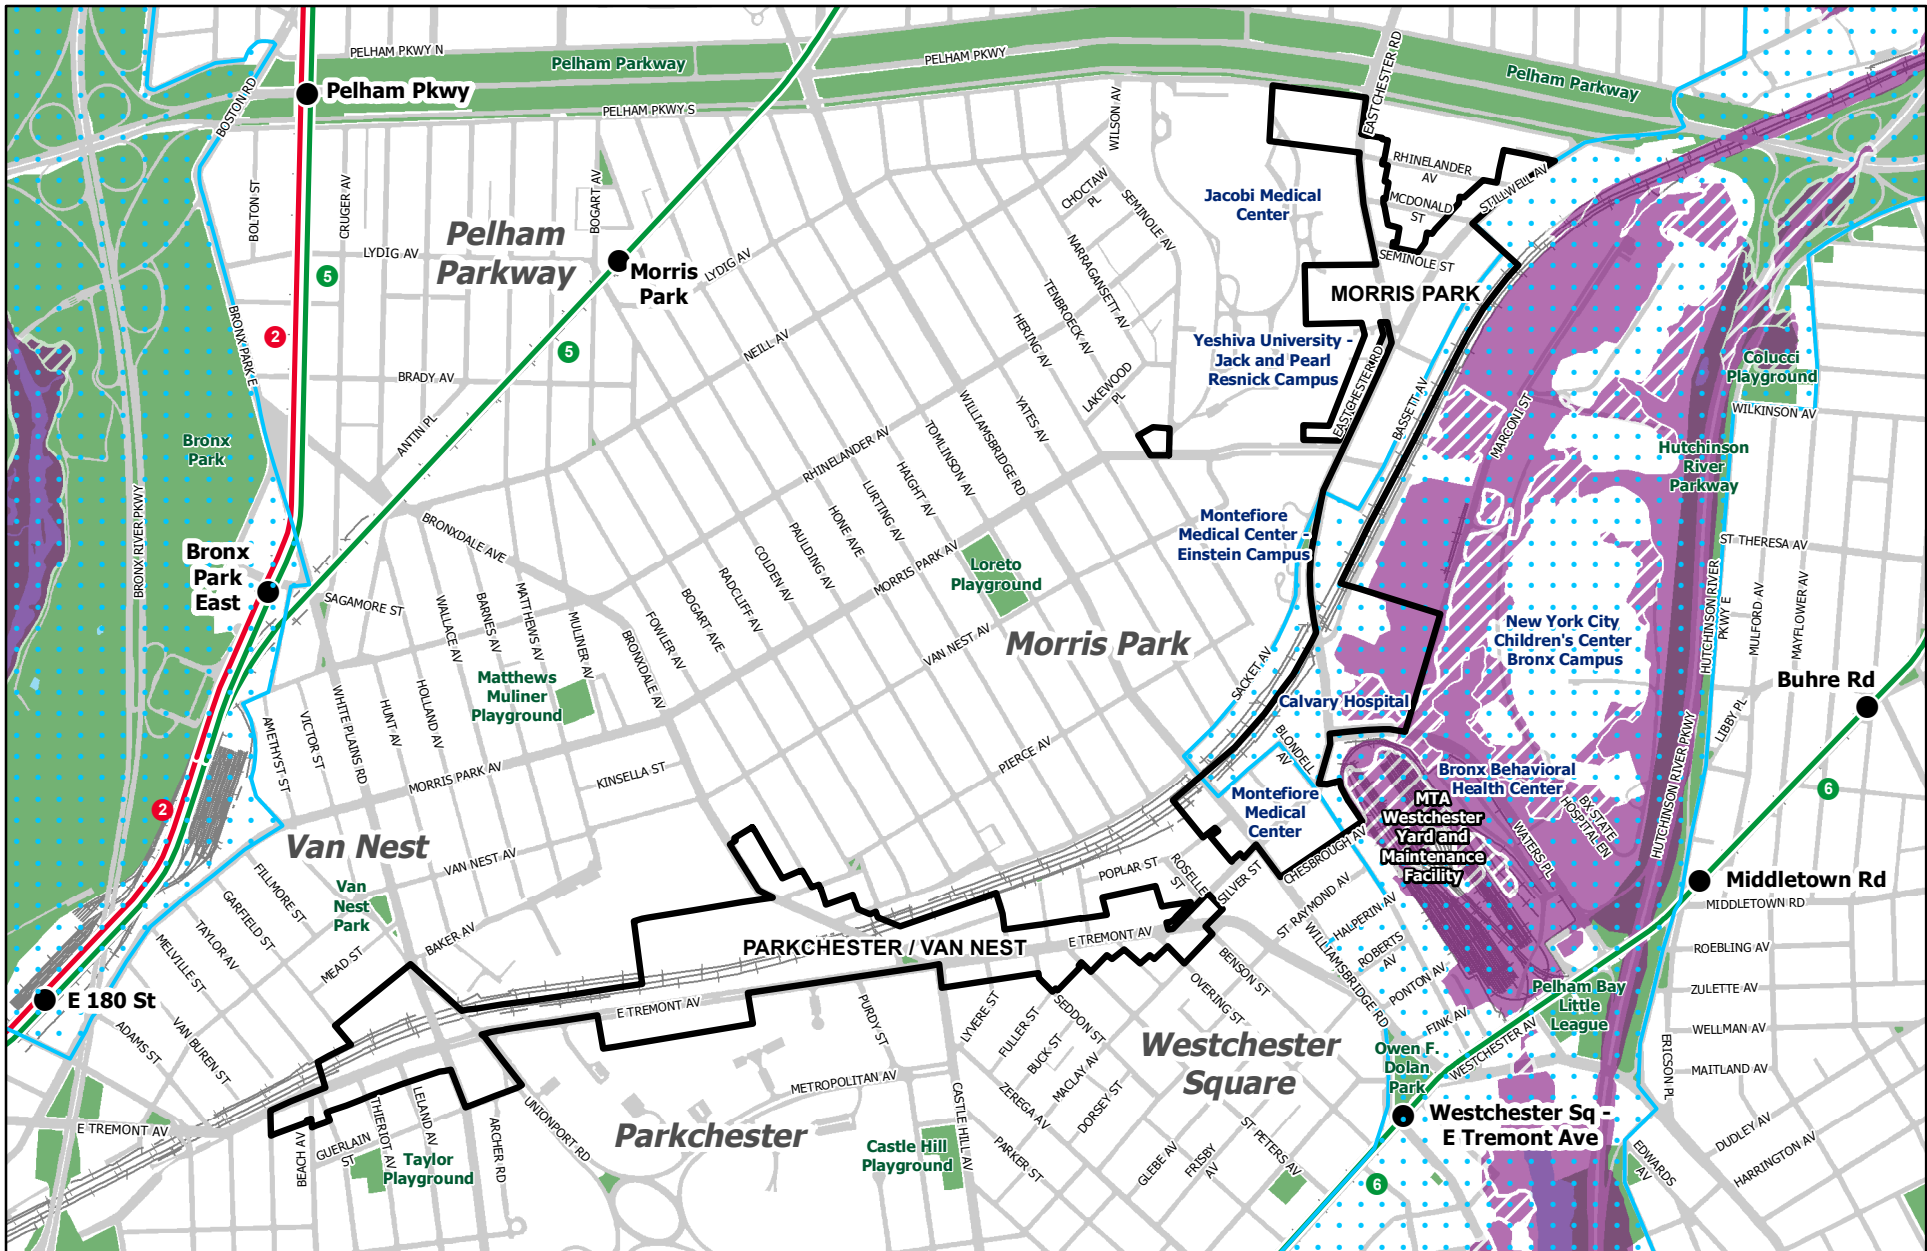 PELHAM PKWY N
Pelham Parkway
PELHAM PKWY
EASTCHESTER RD
Pelham Parkway
Pelham Pkwy
PELHAM PKWY S
BOSTON RD
WILSON AV
RHINELANDER
AV
MCDONALD
ST
STILLWELL AV
SEMINOLE ST
BOLTON ST
CRUGER AV
BOGART AV
LYDIG AV
Pelham
Parkway
Morris
Park
LYDIG AV
CHOCTAW
PL
SEMINOLE AV
NARRAGANSETT AV
TENBROECK AV
HERING AV
Jacobi Medical
Center
MORRIS PARK
5
2
5
BRONX PARK E
NEILL AV
BRADY AV
ANTIN PL
LAKEWOOD
PL
Yeshiva University -
Jack and Pearl
Resnick Campus
EASTCHESTER RD
BASSETT AV
MARCONI ST
Colucci
Playground
WILKINSON AV
Bronx
Park
BRONX RIVER PKWY
RHINELANDER AV
WILLIAMSBRIDGE RD
YATES AV
TOMLINSON AV
HAIGHT AV
LURTING AV
HONE AVE
PAULDING AV
COLDEN AV
RADCLIFF AV
BOGART AVE
FOWLER AV
BRONXDALE AV
Hutchinson
River
Parkway
Montefiore
Medical Center -
Einstein Campus
BRONXDALE AVE
MORRIS PARK AV
Loreto
Playground
ST THERESA AV
Bronx
Park
East
SAGAMORE ST
WALLACE AV
BARNES AV
MATTHEWS AV
MULINER AV
VAN NEST AV
Morris Park
SACKET AV
New York City
Children's Center
Bronx Campus
HUTCHINSON RIVER
PKWY E
MULFORD AV
MAYFLOWER AV
Buhre Rd
Matthews
Muliner
Playground
Calvary Hospital
LIBBY PL
AMETHYST ST
VICTOR ST
WHITE PLAINS RD
HUNT AV
HOLLAND AV
MORRIS PARK AV
KINSELLA ST
PIERCE AV
BLONDELL
AV
HUTCHINSON RIVER PKWY
Bronx Behavioral
Health Center
BX STATE
HOSPITAL EN
WATERS PL
6
2
Montefiore
Medical
Center
MTA
Westchester
Yard and
Maintenance
Facility
Van Nest
VAN NEST AV
CHESBROUGH AV
POPLAR ST
ROSELLE
ST
SILVER ST
Middletown Rd
MIDDLETOWN RD
Van
Nest
Park
FILLMORE ST
GARFIELD ST
TAYLOR AV
MELVILLE ST
MEAD ST
BAKER AV
PARKCHESTER / VAN NEST
E TREMONT AV
ST RAYMOND AV
HALPERIN AV
ROBERTS
AV
PONTON AV
WILLIAMSBRIDGE RD
ROEBLING AV
ZULETTE AV
E 180 St
ADAMS ST
VAN BUREN ST
E TREMONT AV
PURDY ST
LYVERE ST
FULLER ST
BUCK ST
SEDDON ST
MACLAY AV
DORSEY ST
ZEREGA AV
OVERING ST
BENSON ST
Pelham Bay
Little
League
FINK AV
WESTCHESTER AV
WELLMAN AV
Westchester
Square
Owen F.
Dolan
Park
ERICSON PL
MAITLAND AV
METROPOLITAN AV
CASTLE HILL AV
Westchester Sq -
E Tremont Ave
E TREMONT AV
BEACH AV
GUERLAIN
ST
THIERIOT AV
LELAND AV
Taylor
Playground
ARCHER RD
UNIONPORT RD
Parkchester
Castle Hill
Playground
PARKER ST
GLEBE AV
FRISBY
AV
ST PETERS AV
6
EDWARDS
AV
DUDLEY AV
HARRINGTON AV